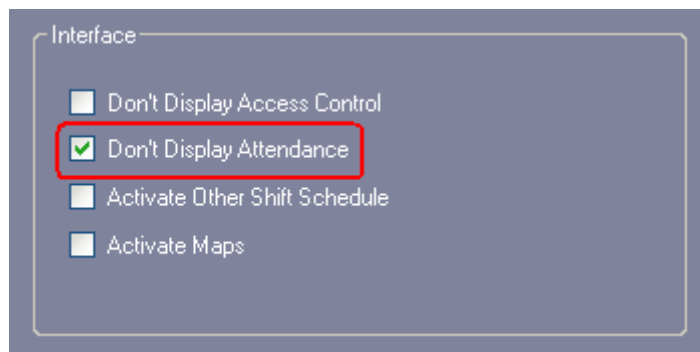 Interface
Don't Display Access Control
Don't Display Attendance
Activate Other Shift Schedule
Activate Maps